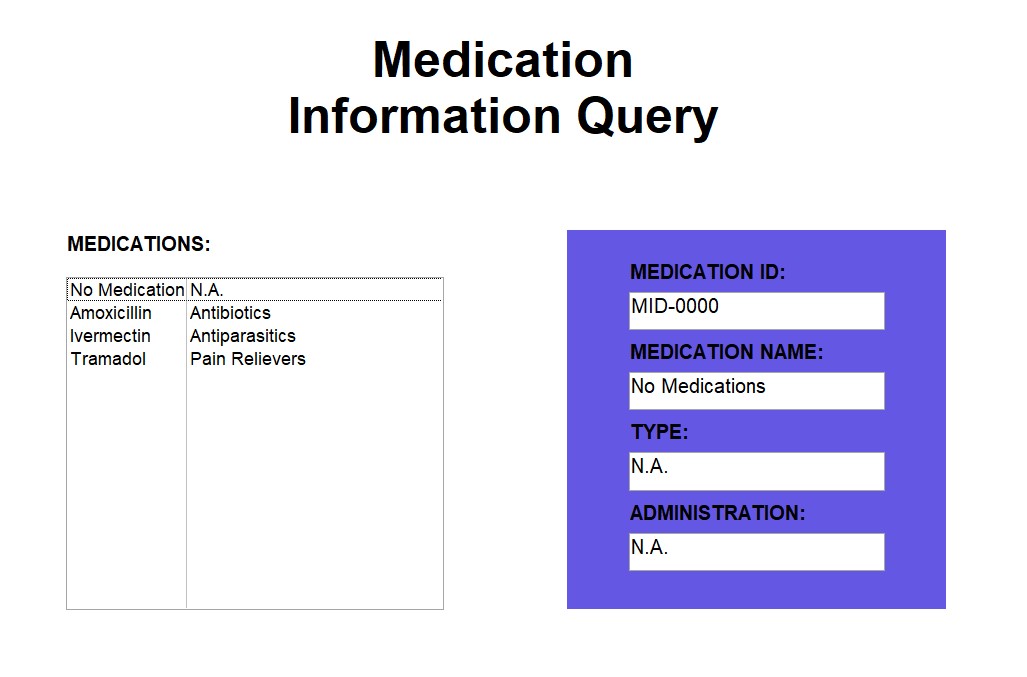 Medication
Information Query
MEDICATIONS:
No Medication N.A.
Amoxicillin Antibiotics
Ivermectin Antiparasitics
Tramadol Pain Relievers
MEDICATION ID:
MID-0000
MEDICATION NAME:
No Medications
TYPE:
N.A.
ADMINISTRATION:
N.A.